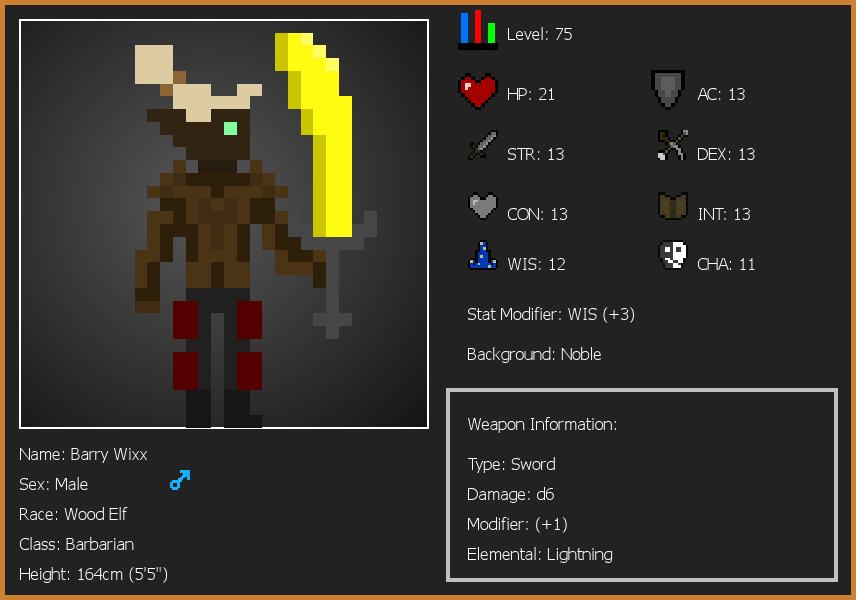 Level: 75
HP: 21
AC: 13
STR: 13
DEX: 13
CON: 13
INT: 13
WIS: 12
CHA: 11
Stat Modifier: WIS (+3)
Background: Noble
Weapon Information:
Type: Sword
Damage: d6
Modifier: (+1)
Elemental: Lightning
Name: Barry Wixx
Sex: Male
Race: Wood Elf
Class: Barbarian
Height: 164cm (5'5")